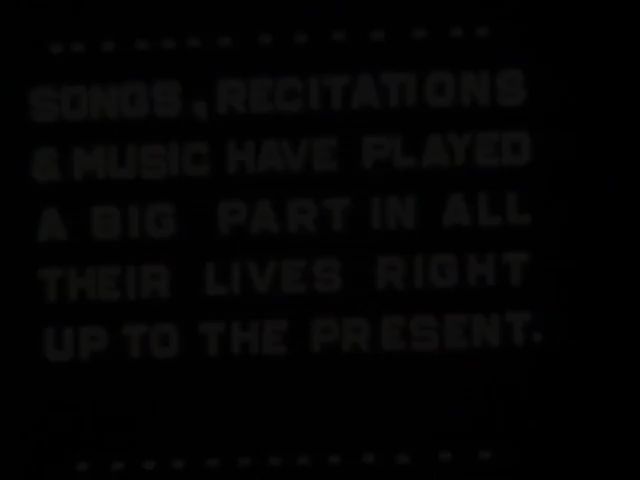 SONGS, RECITATIONS
& MUSIC HAVE PLAYED
A BIG PART IN ALL
THEIR LIVES RIGHT
UP TO THE PRESENT.